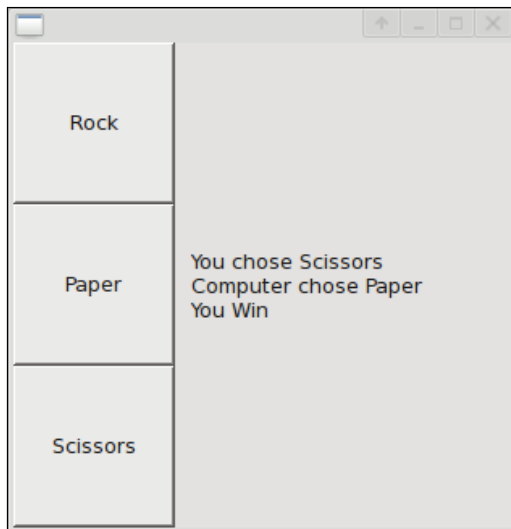 Rock
Paper
Scissors
You chose Scissors
Computer chose Paper
You Win